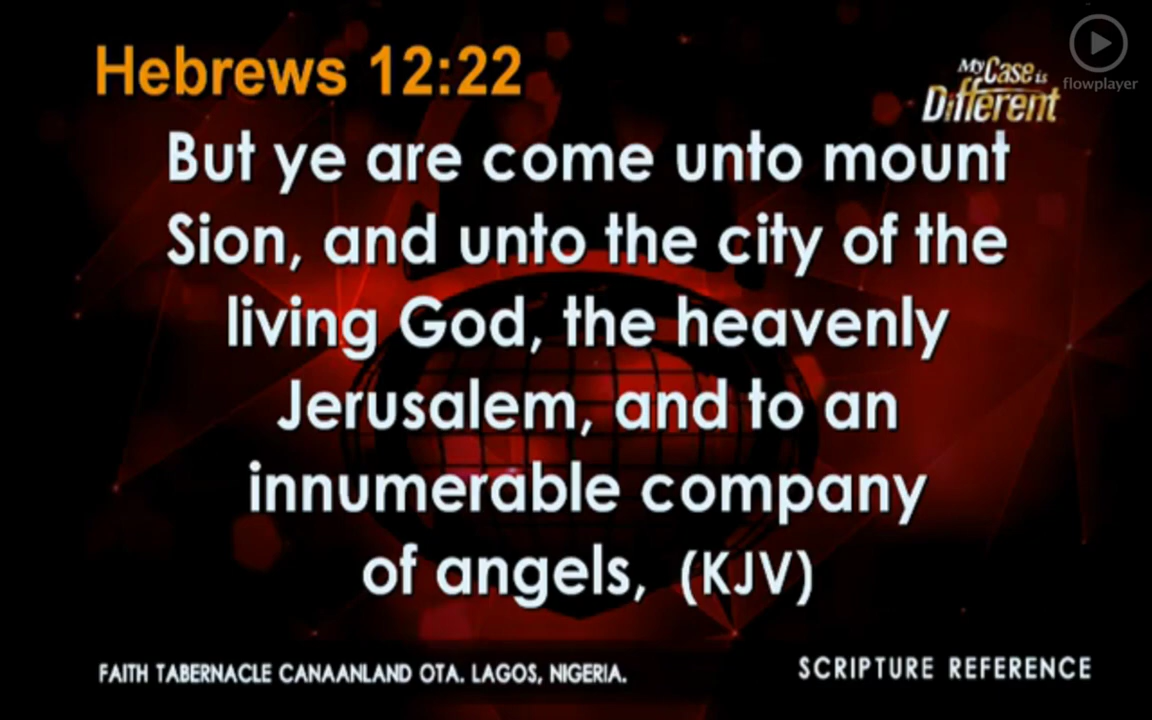 Hebrews 12:22
My Case is
Different
flowplayer
But ye are come unto mount
Sion, and unto the city of the
living God, the heavenly
Jerusalem, and to an
innumerable company
of angels, (KJV)
FAITH TABERNACLE CANAANLAND OTA. LAGOS, NIGERIA.
SCRIPTURE REFERENCE